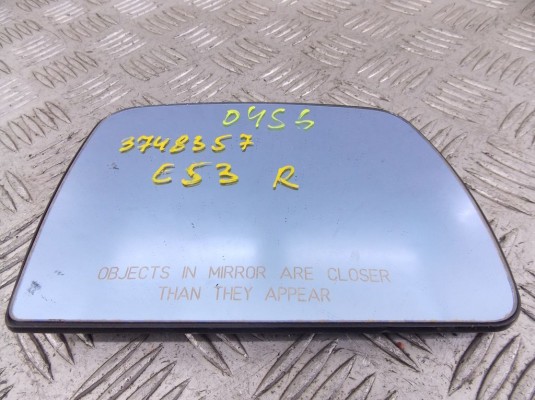 0455
3748357
E53 R
OBJECTS IN MIRROR ARE CLOSER
THAN THEY APPEAR